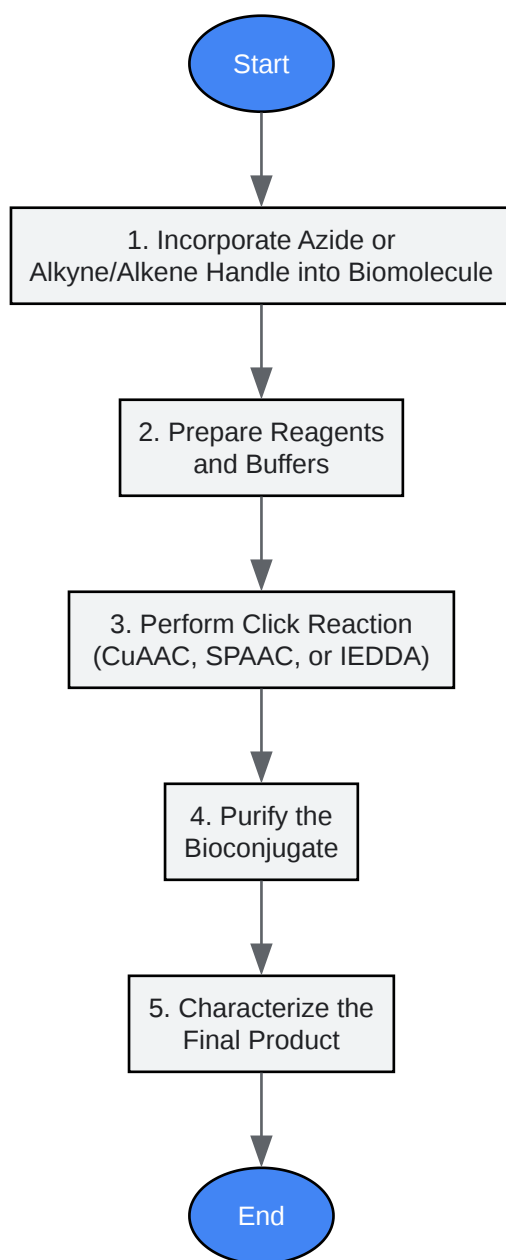 Start
1. Incorporate Azide or
Alkyne/Alkene Handle into Biomolecule
2. Prepare Reagents
and Buffers
3. Perform Click Reaction
(CuAAC, SPAAC, or IEDDA)
4. Purify the
Bioconjugate
5. Characterize the
Final Product
End